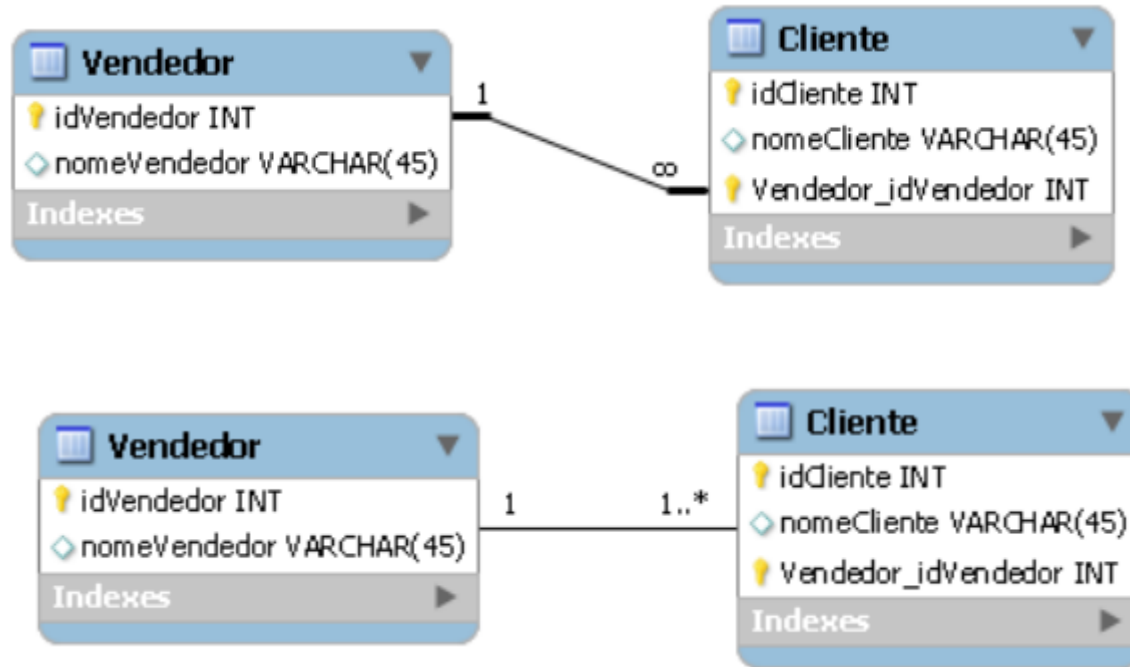 Vendedor
idVendedor INT
nomeVendedor VARCHAR(45)
Indexes
1
∞
Cliente
idCliente INT
nomeCliente VARCHAR(45)
Vendedor_idVendedor INT
Indexes
Vendedor
idVendedor INT
nomeVendedor VARCHAR(45)
Indexes
1
1..*
Cliente
idCliente INT
nomeCliente VARCHAR(45)
Vendedor_idVendedor INT
Indexes